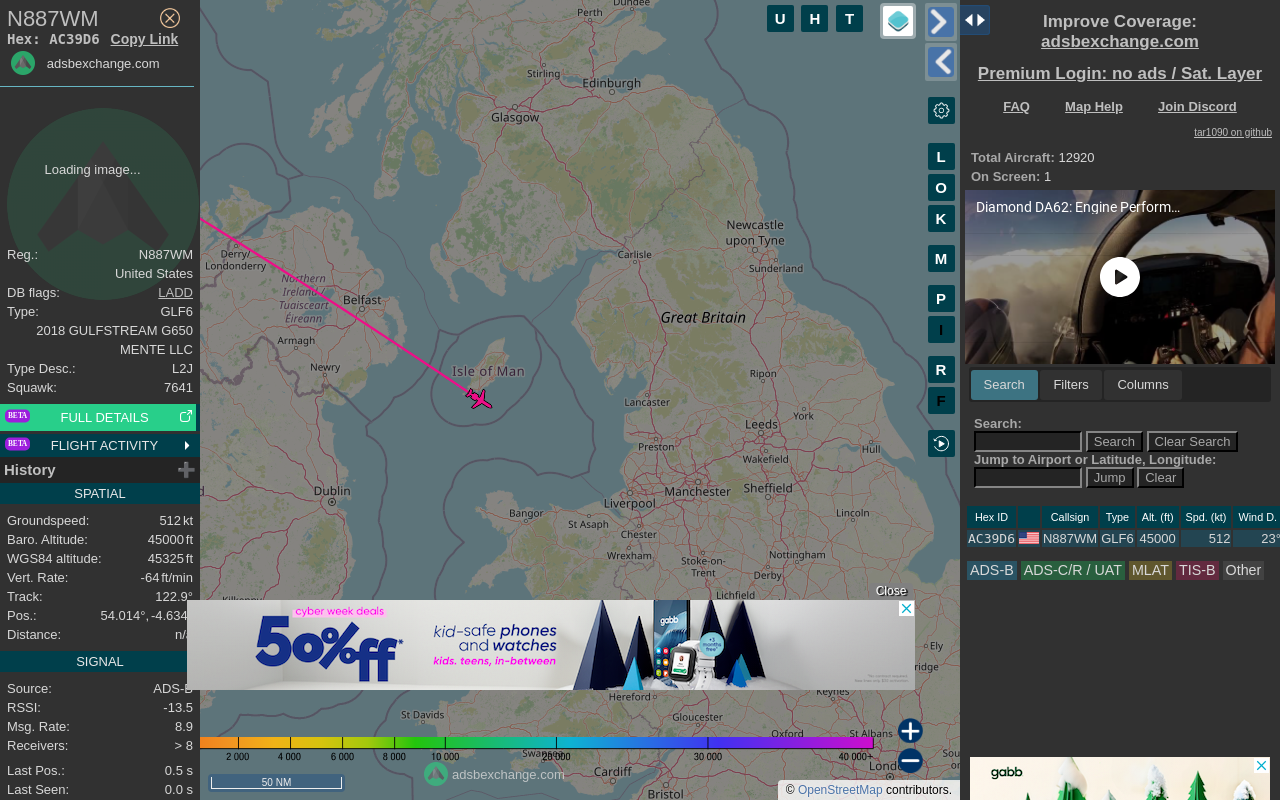 N887WM
Hex: AC39D6 Copy Link
adsbexchange.com
Loading image...
Reg.: N887WM
United States
DB flags: LADD
Type: GLF6
2018 GULFSTREAM G650
MENTE LLC
Type Desc.: L2J
Squawk: 7641
BETA FULL DETAILS
BETA FLIGHT ACTIVITY
History
SPATIAL
Groundspeed: 512 kt
Baro. Altitude: 45000 ft
WGS84 altitude: 45325 ft
Vert. Rate: -64 ft/min
Track: 122.9°
Pos.: 54.014°, -4.634
Distance: n/a
SIGNAL
Source: ADS-B
RSSI: -13.5
Msg. Rate: 8.9
Receivers: > 8
Last Pos.: 0.5 s
Last Seen: 0.0 s
Dundee
Perth
Stirling
Edinburgh
Glasgow
Newcastle
upon Tyne
Carlisle
Sunderland
Derry/
Londonderry
Northern
Ireland /
Tuaisceart
Éireann
Belfast
Great Britain
Armagh
Newry
Isle of Man
Ripon
Lancaster
York
Leeds
Preston
Hull
Wakefield
Dublin
Manchester
Sheffield
Liverpool
Bangor
St Asaph
Lincoln
Chester
Wrexham
Nottingham
Stoke-on-
Trent
Derby
Lichfield
Kilkenny
Ely
Hereford
Keynes
St Davids
Gloucester
Oxford
St Albans
Swansea
Cardiff
Bristol
U H T
L
O
K
M
P
I
R
F
Close
cyber week deals
50% off*
kid-safe phones
and watches
kids. teens, in-between
gabb
+3
months
free*
2 000 4 000 6 000 8 000 10 000 20 000 30 000 40 000+
50 NM
adsbexchange.com
© OpenStreetMap contributors.
Improve Coverage:
adsbexchange.com
Premium Login: no ads / Sat. Layer
FAQ Map Help Join Discord
tar1090 on github
Total Aircraft: 12920
On Screen: 1
Diamond DA62: Engine Perform...
Search Filters Columns
Search:
Search Clear Search
Jump to Airport or Latitude, Longitude:
Jump Clear
Hex ID Callsign Type Alt. (ft) Spd. (kt) Wind D.
AC39D6 N887WM GLF6 45000 512 23°
ADS-B ADS-C/R / UAT MLAT TIS-B Other
gabb